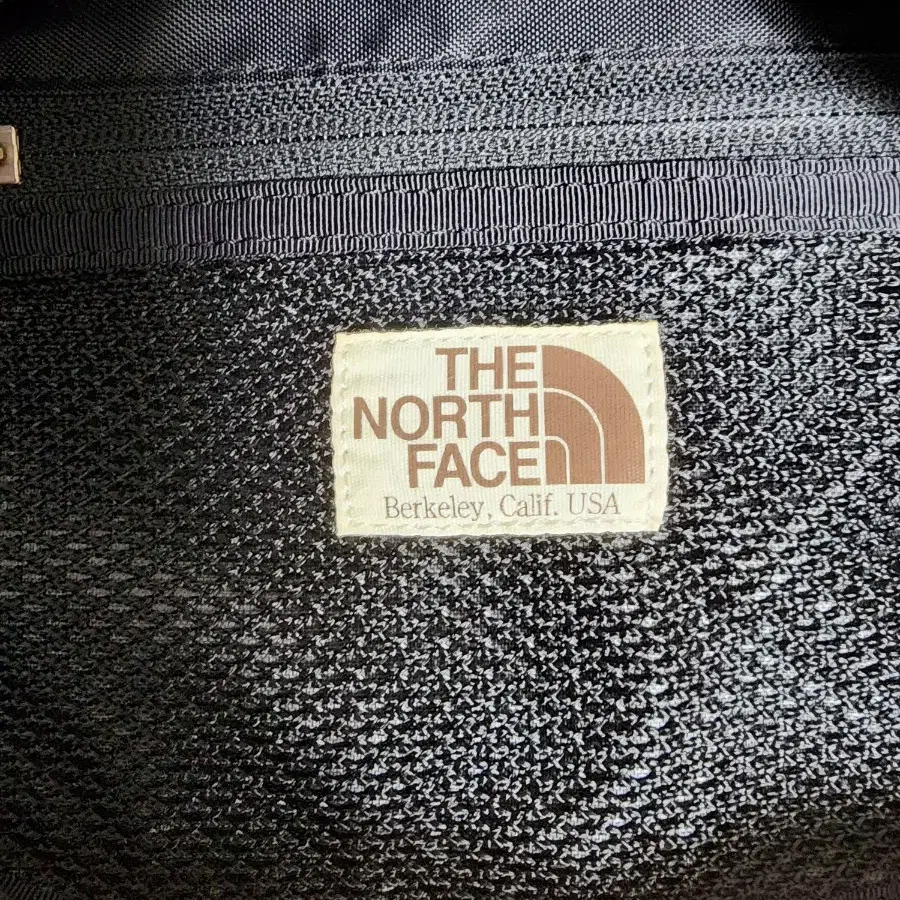 THE
NORTH
FACE
Berkeley, Calif. USA